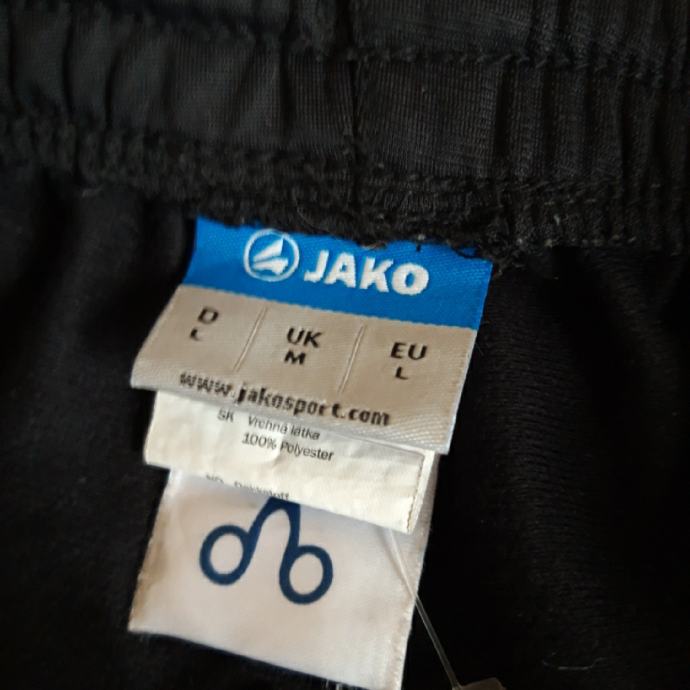 JAKO
D UK EU
L M L
www.jakosport.com
SK Vrchná látka
100% Polyester